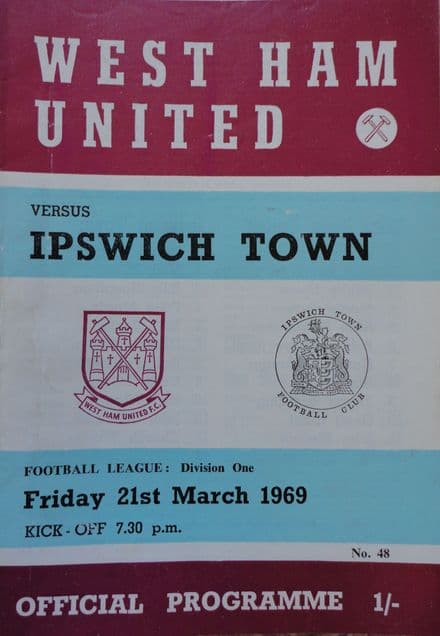 WEST HAM
UNITED
VERSUS
IPSWICH TOWN
WEST HAM UNITED F.C.
IPSWICH TOWN
FOOTBALL CLUB
FOOTBALL LEAGUE: Division One
Friday 21st March 1969
KICK-OFF 7.30 p.m.
No. 48
OFFICIAL PROGRAMME 1/-